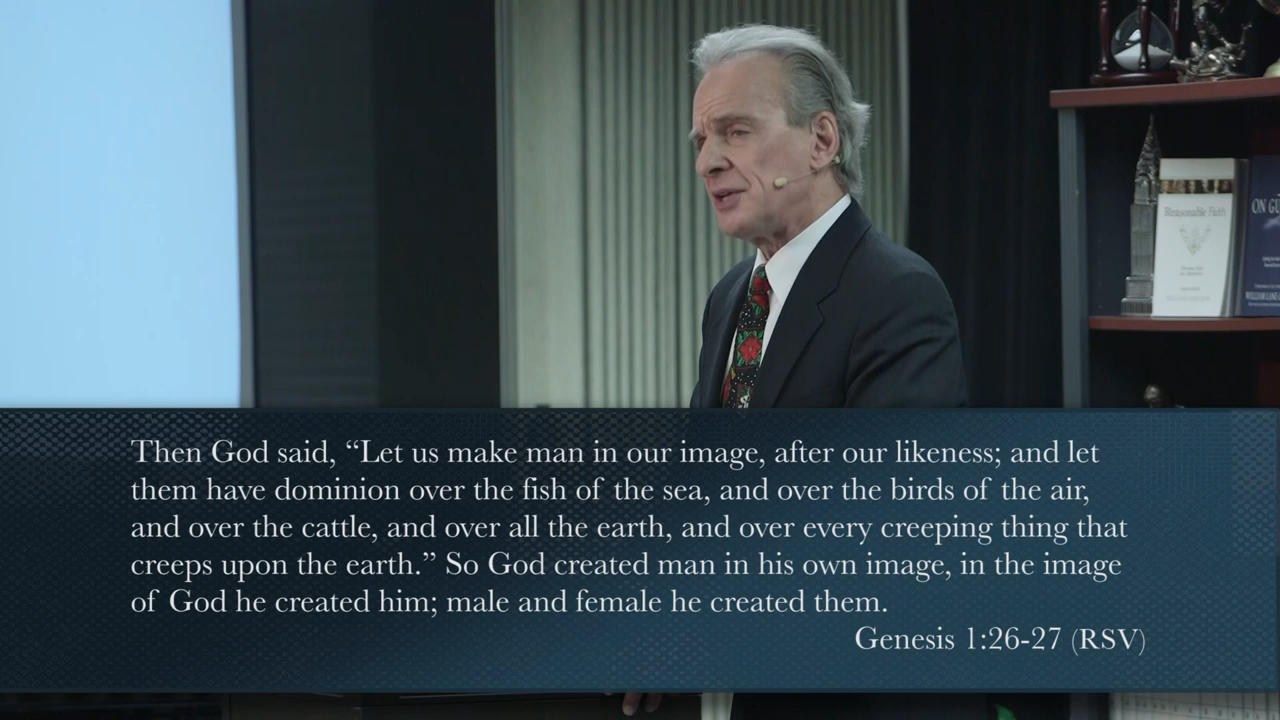 Reasonable Faith
ON GU
WILLIAM LANE
Then God said, “Let us make man in our image, after our likeness; and let
them have dominion over the fish of the sea, and over the birds of the air,
and over the cattle, and over all the earth, and over every creeping thing that
creeps upon the earth.” So God created man in his own image, in the image
of God he created him; male and female he created them.
Genesis 1:26-27 (RSV)